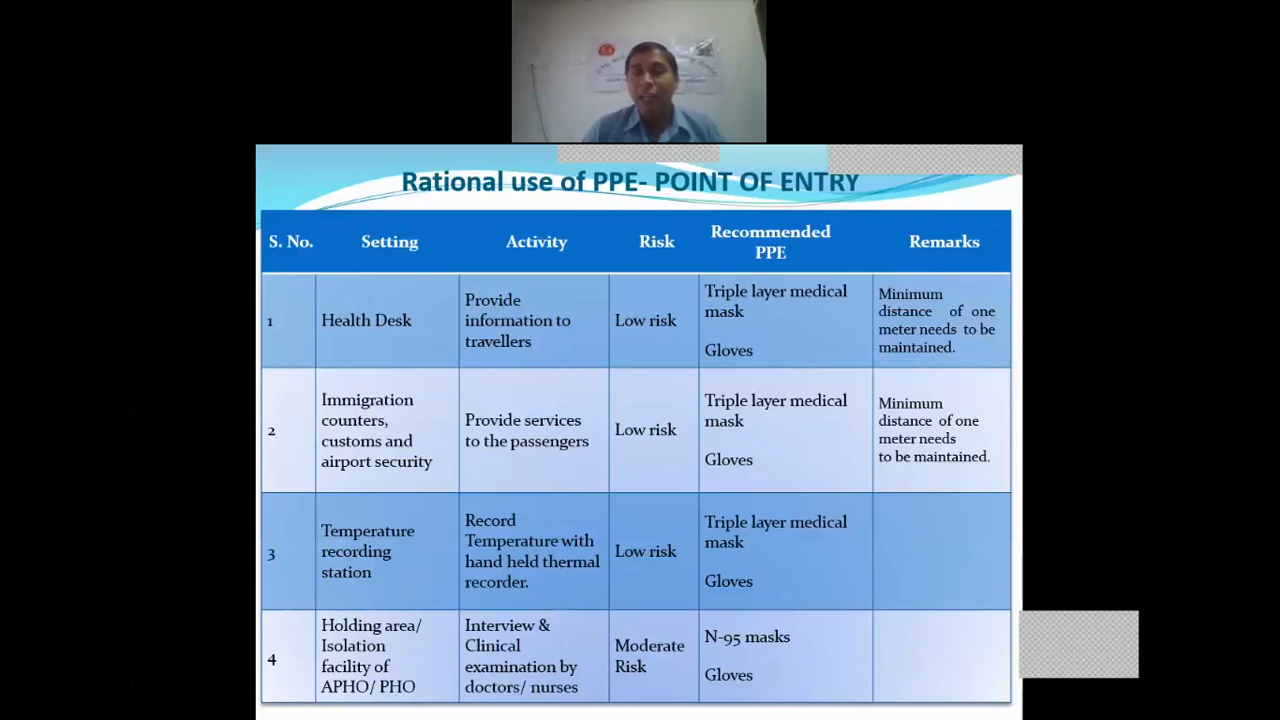 Rational use of PPE- POINT OF ENTRY
S. No.
Setting
Activity
Risk
Recommended
PPE
Remarks
1
Health Desk
Provide
information to
travellers
Low risk
Triple layer medical
mask
Gloves
Minimum
distance of one
meter needs to be
maintained.
2
Immigration
counters,
customs and
airport security
Provide services
to the passengers
Low risk
Triple layer medical
mask
Gloves
Minimum
distance of one
meter needs
to be maintained.
3
Temperature
recording
station
Record
Temperature with
hand held thermal
recorder.
Low risk
Triple layer medical
mask
Gloves
4
Holding area/
Isolation
facility of
APHO/ PHO
Interview &
Clinical
examination by
doctors/ nurses
Moderate
Risk
N-95 masks
Gloves